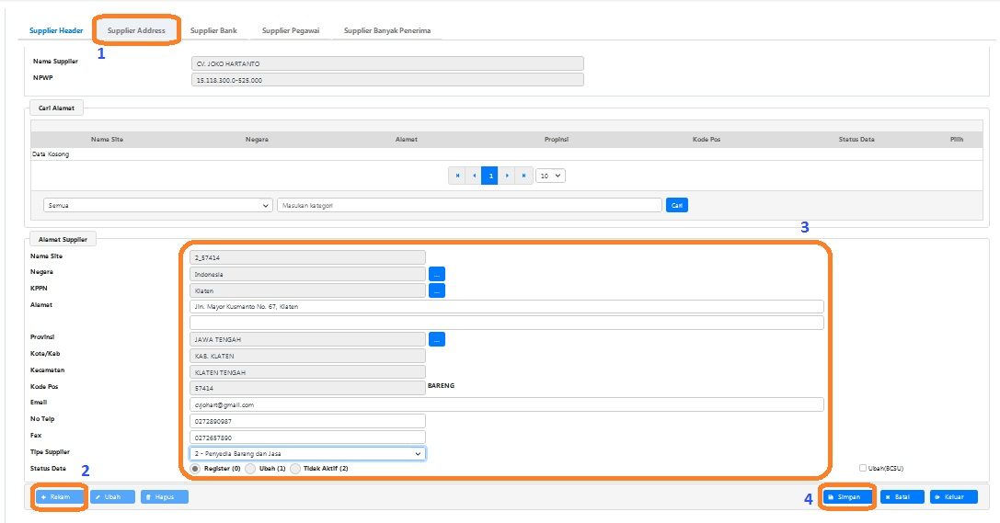 Supplier Header Supplier Address Supplier Bank Supplier Pegawai Supplier Banyak Penerima
1
Nama Supplier CV. JOKO HARTANTO
NPWP 15.118.300.0-525.000
Cari Alamat
Nama Site Negara Alamat Propinsi Kode Pos Status Data Pilih
Data Kosong
1 10
Semua Masukan kategori Cari
3
Alamat Supplier
Nama Site 2_57414
Negara Indonesia ...
KPPN Klaten ...
Alamat Jln. Mayor Kusmanto No. 67, Klaten
Provinsi JAWA TENGAH ...
Kota/Kab KAB. KLATEN
Kecamatan KLATEN TENGAH
Kode Pos 57414 BARENG
Email cvjohart@gmail.com
No Telp 0272890987
Fax 0272657890
Tipe Supplier 2 - Penyedia Barang dan Jasa
Status Data Register (0) Ubah (1) Tidak Aktif (2) Ubah(BCSU)
2
Rekam Ubah Hapus 4 Simpan Batal Keluar